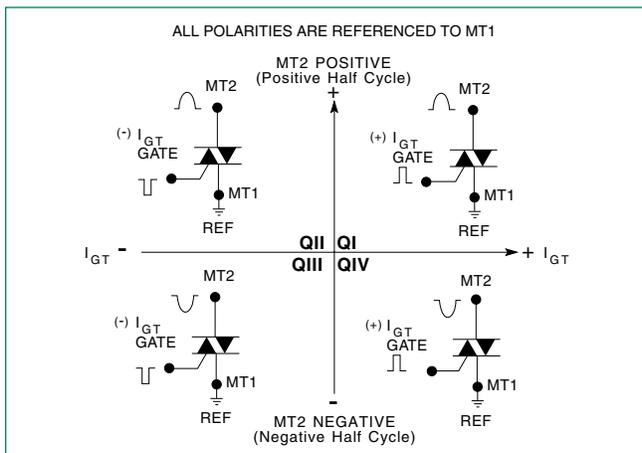 ALL POLARITIES ARE REFERENCED TO MT1
MT2 POSITIVE
(Positive Half Cycle)
+
MT2
(-) IGT
GATE
MT1
REF
MT2
(+) IGT
GATE
MT1
REF
IGT -
QII QI
QIII QIV
+ IGT
MT2
(-) IGT
GATE
MT1
REF
MT2
(+) IGT
GATE
MT1
REF
-
MT2 NEGATIVE
(Negative Half Cycle)